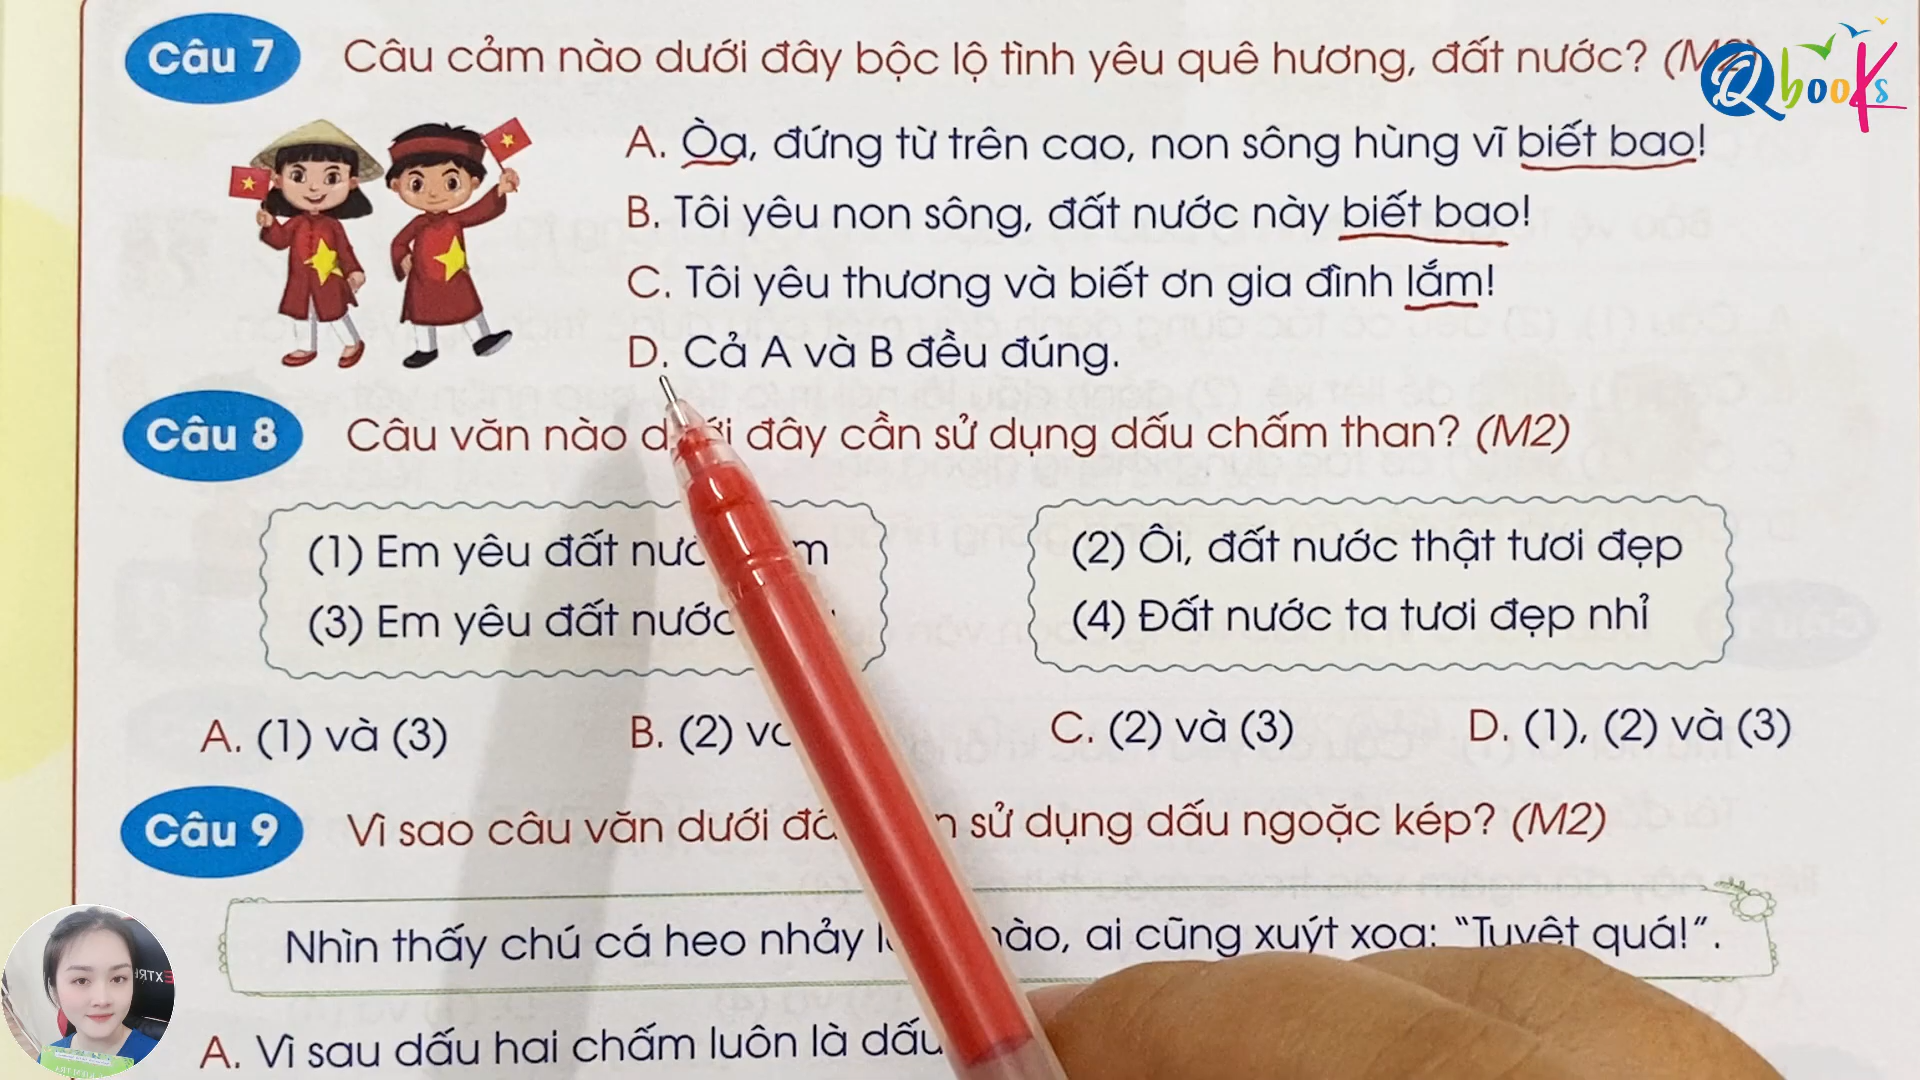 Câu 7 Câu cảm nào dưới đây bộc lộ tình yêu quê hương, đất nước?
Qbooks
A. Òa, đứng từ trên cao, non sông hùng vĩ biết bao!
B. Tôi yêu non sông, đất nước này biết bao!
C. Tôi yêu thương và biết ơn gia đình lắm!
D. Cả A và B đều đúng.
Câu 8 Câu văn nào dưới đây cần sử dụng dấu chấm than? (M2)
(1) Em yêu đất
(3) Em yêu đất nước
(2) Ôi, đất nước thật tươi đẹp
(4) Đất nước ta tươi đẹp nhỉ
A. (1) và (3) B. (2) C. (2) và (3) D. (1), (2) và (3)
Câu 9 Vì sao câu văn dưới sử dụng dấu ngoặc kép? (M2)
Nhìn thấy chú cá heo nhảy ai cũng xuýt xoa: “Tuyệt quá!”.
A. Vì sau dấu hai chấm luôn là dấu